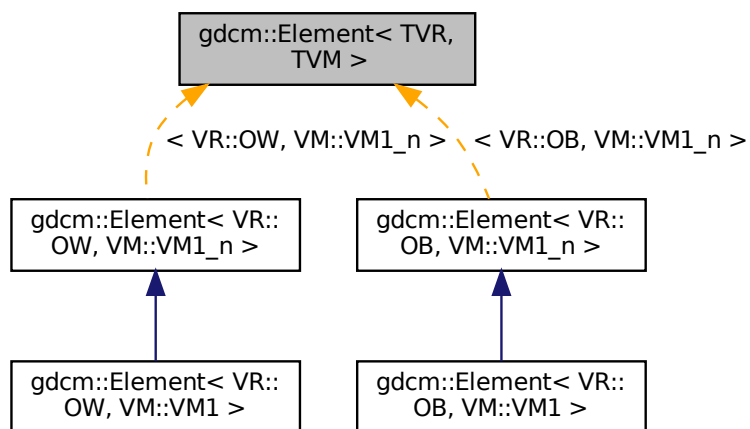 gdcm::Element< TVR,
TVM >
< VR::OW, VM::VM1_n >
< VR::OB, VM::VM1_n >
gdcm::Element< VR::
OW, VM::VM1_n >
gdcm::Element< VR::
OB, VM::VM1_n >
gdcm::Element< VR::
OW, VM::VM1 >
gdcm::Element< VR::
OB, VM::VM1 >